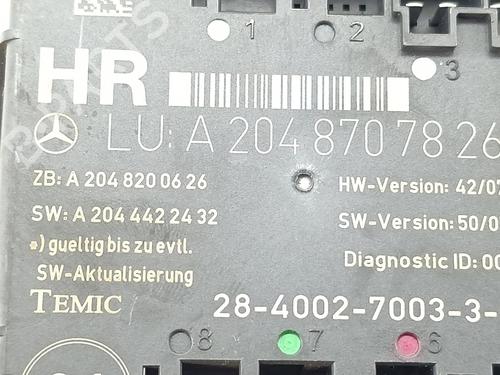 1 2
HR
3
LU: A 204 870 78 26
ZB: A 204 820 06 26
HW-Version: 42/07
SW: A 204 442 24 32
SW-Version: 50/0
*) gueltig bis zu evtl.
SW-Aktualisierung
Diagnostic ID: 00
TEMIC
28-4002-7003-3-
8 7 6